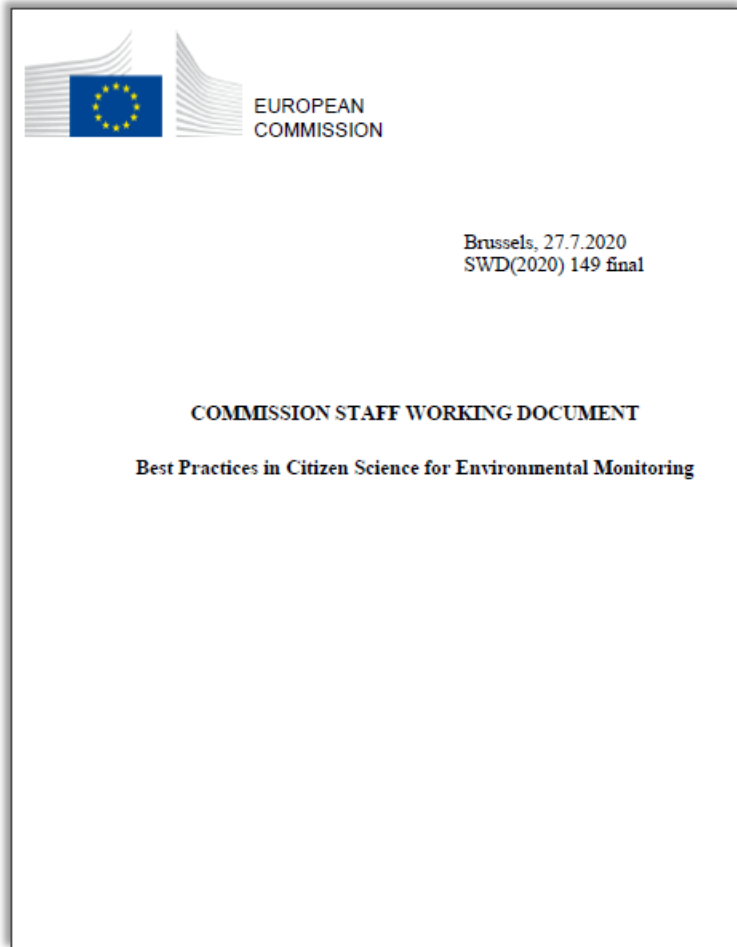 EUROPEAN
COMMISSION
Brussels, 27.7.2020
SWD(2020) 149 final
COMMISSION STAFF WORKING DOCUMENT
Best Practices in Citizen Science for Environmental Monitoring